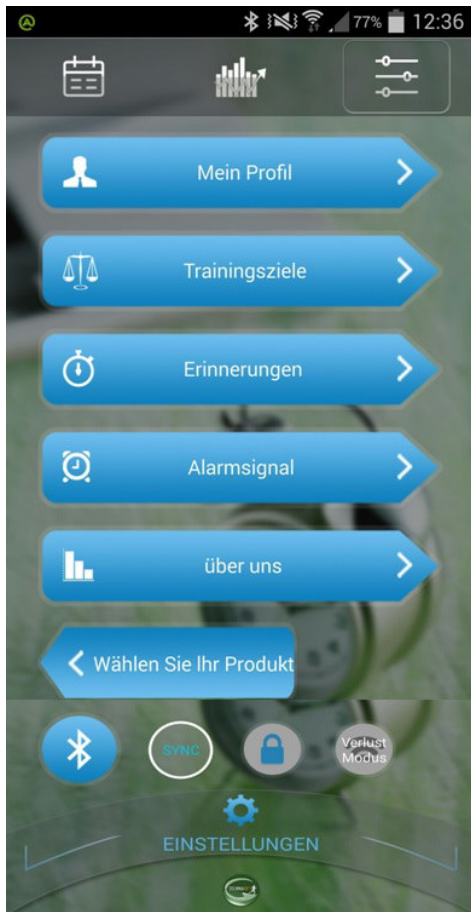 77% 12:36
Mein Profil
Trainingsziele
Erinnerungen
Alarmsignal
über uns
Wählen Sie Ihr Produkt
SYNC
Verlust
Modus
EINSTELLUNGEN